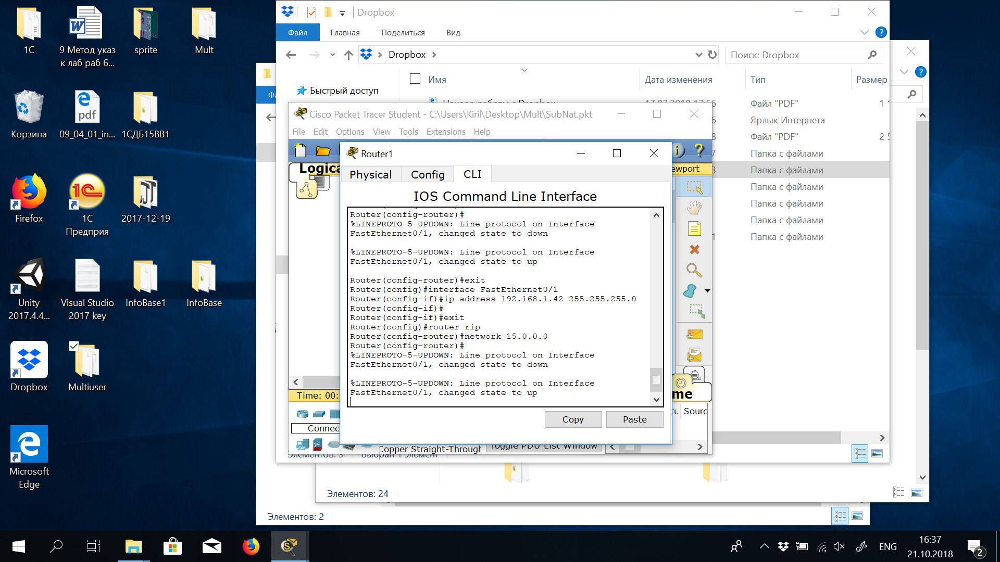 1C
9 Метод указ
к лаб раб 6...
sprite
Mult
Корзина
pdf
09_04_01_in...
1СДБ15ВВ1
Firefox
1С
Предприя
2017-12-19
Unity
2017.4.4...
Visual Studio
2017 key
InfoBase1
InfoBase
Dropbox
Multiuser
Microsoft
Edge
Dropbox
Файл
Главная
Поделиться
Вид
Dropbox
Поиск: Dropbox
Быстрый доступ
Имя
Дата изменения
Тип
Размер
17.07.2018 17:56
Файл "PDF"
1 1
Ярлык Интернета
Файл "PDF"
2 5
Папка с файлами
Папка с файлами
Папка с файлами
Папка с файлами
Папка с файлами
Папка с файлами
Cisco Packet Tracer Student - C:\Users\Kiril\Desktop\Mult\SubNat.pkt
File Edit Options View Tools Extensions Help
Logica
ewport
Router1
Physical
Config
CLI
IOS Command Line Interface
Router(config-router)#
%LINEPROTO-5-UPDOWN: Line protocol on Interface
FastEthernet0/1, changed state to down
%LINEPROTO-5-UPDOWN: Line protocol on Interface
FastEthernet0/1, changed state to up
Router(config-router)#exit
Router(config)#interface FastEthernet0/1
Router(config-if)#ip address 192.168.1.42 255.255.255.0
Router(config-if)#
Router(config-if)#exit
Router(config)#router rip
Router(config-router)#network 15.0.0.0
Router(config-router)#
%LINEPROTO-5-UPDOWN: Line protocol on Interface
FastEthernet0/1, changed state to down
%LINEPROTO-5-UPDOWN: Line protocol on Interface
FastEthernet0/1, changed state to up
Copy
Paste
Time: 00:
me
Sourc
Connec
Copper Straight-Through
Toggle PDU List Window
Элементов: 9
Выбран 1 элемент
Элементов: 24
Элементов: 2
ENG
16:37
21.10.2018
2